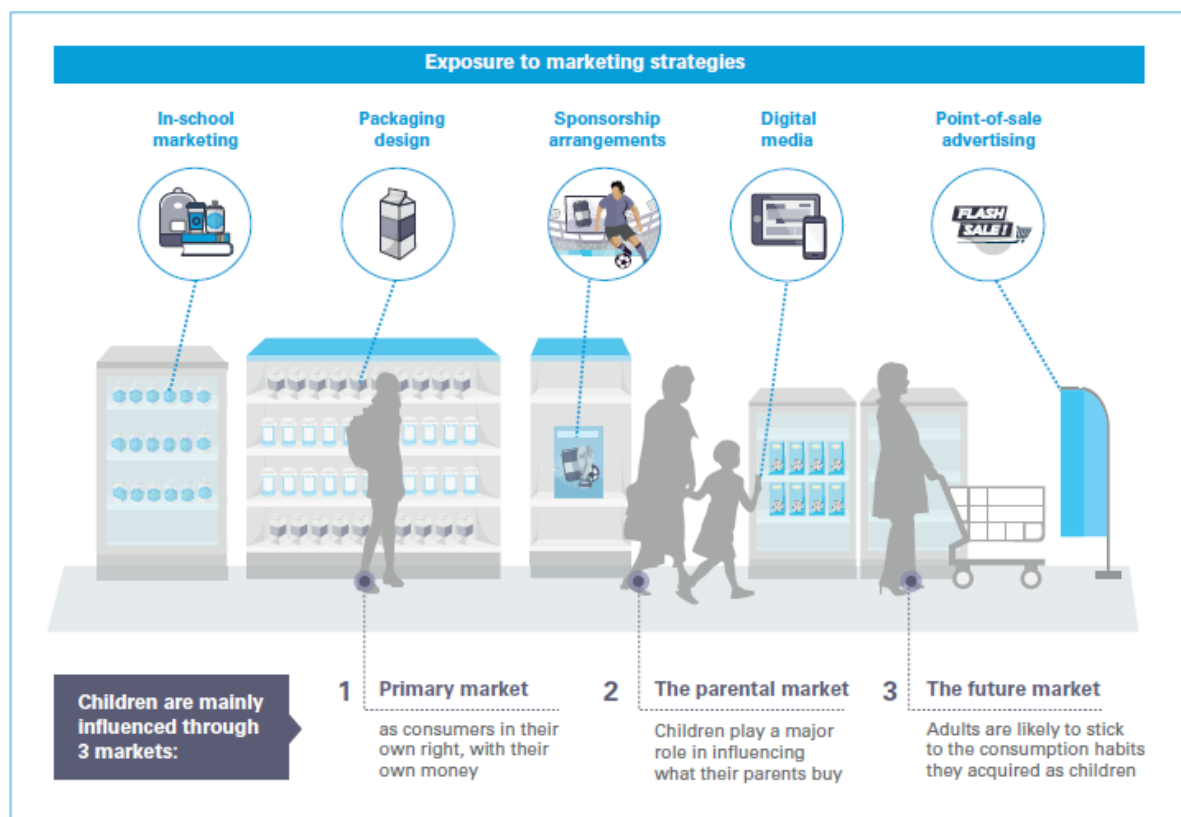 Exposure to marketing strategies
In-school
marketing
Packaging
design
Sponsorship
arrangements
Digital
media
Point-of-sale
advertising
FLASH
SALE!
Children are mainly
influenced through
3 markets:
1 Primary market
as consumers in their
own right, with their
own money
2 The parental market
Children play a major
role in influencing
what their parents buy
3 The future market
Adults are likely to stick
to the consumption habits
they acquired as children